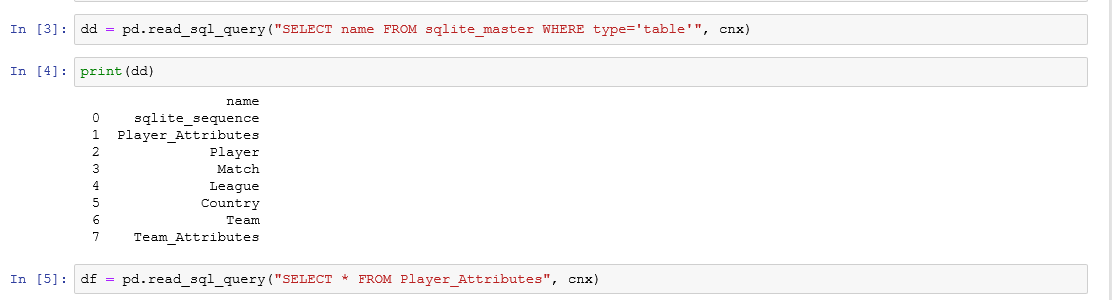 In [3]: dd = pd.read_sql_query("SELECT name FROM sqlite_master WHERE type='table'", cnx)
In [4]: print(dd)
name
0 sqlite_sequence
1 Player_Attributes
2 Player
3 Match
4 League
5 Country
6 Team
7 Team_Attributes
In [5]: df = pd.read_sql_query("SELECT * FROM Player_Attributes", cnx)